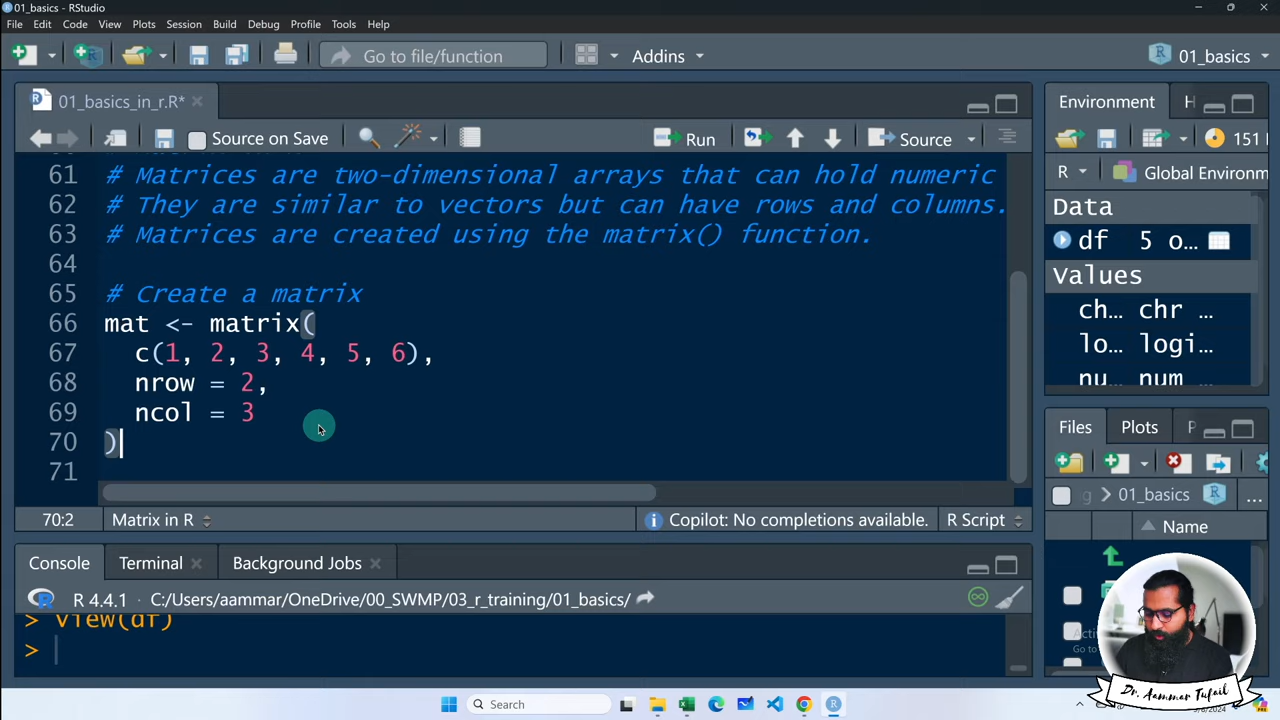 01_basics - RStudio
File Edit Code View Plots Session Build Debug Profile Tools Help
Go to file/function Addins 01_basics
01_basics_in_r.R*
Source on Save Run Source
61 # Matrices are two-dimensional arrays that can hold numeric
62 # They are similar to vectors but can have rows and columns.
63 # Matrices are created using the matrix() function.
64
65 # Create a matrix
66 mat <- matrix(
67 c(1, 2, 3, 4, 5, 6),
68 nrow = 2,
69 ncol = 3
70 )
71
70:2 Matrix in R Copilot: No completions available. R Script
Console Terminal Background Jobs
R 4.4.1 C:/Users/aammar/OneDrive/00_SWMP/03_r_training/01_basics/
> View(df)
>
Environment H
151
R Global Environm
Data
df 5 o…
Values
ch… chr …
lo… logi…
nu… num …
Files Plots P
g > 01_basics …
Name
Dr. Aammar Tufail
Search